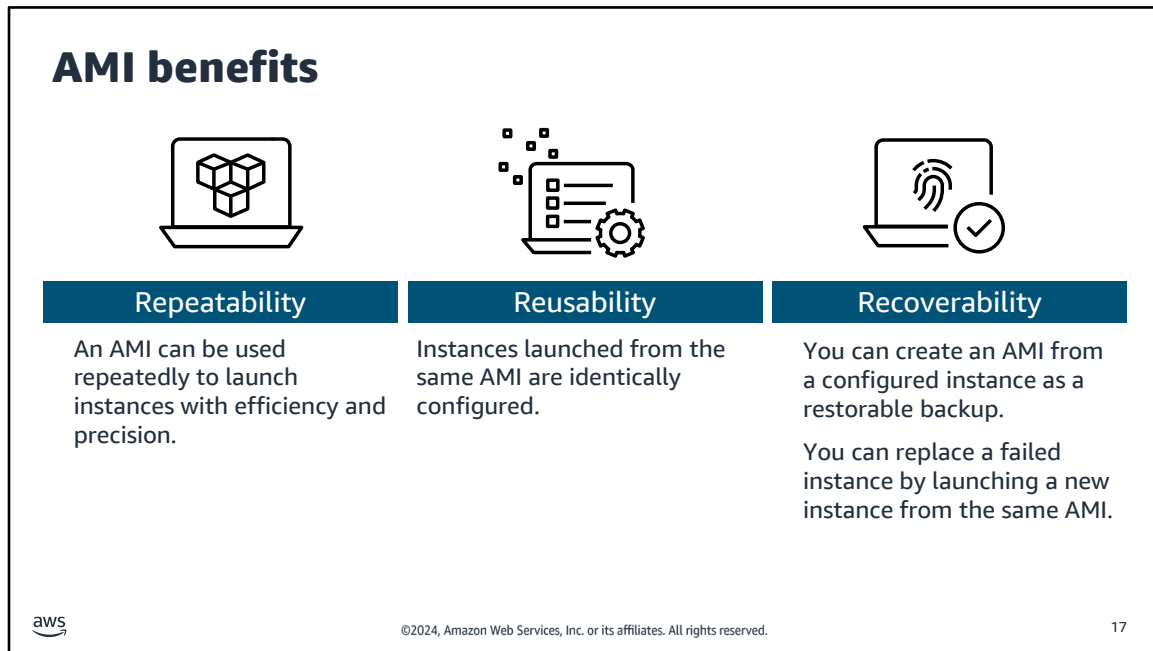 AMI benefits
Repeatability
An AMI can be used
repeatedly to launch
instances with efficiency and
precision.
Reusability
Instances launched from the
same AMI are identically
configured.
Recoverability
You can create an AMI from
a configured instance as a
restorable backup.
You can replace a failed
instance by launching a new
instance from the same AMI.
aws
©2024, Amazon Web Services, Inc. or its affiliates. All rights reserved.
17